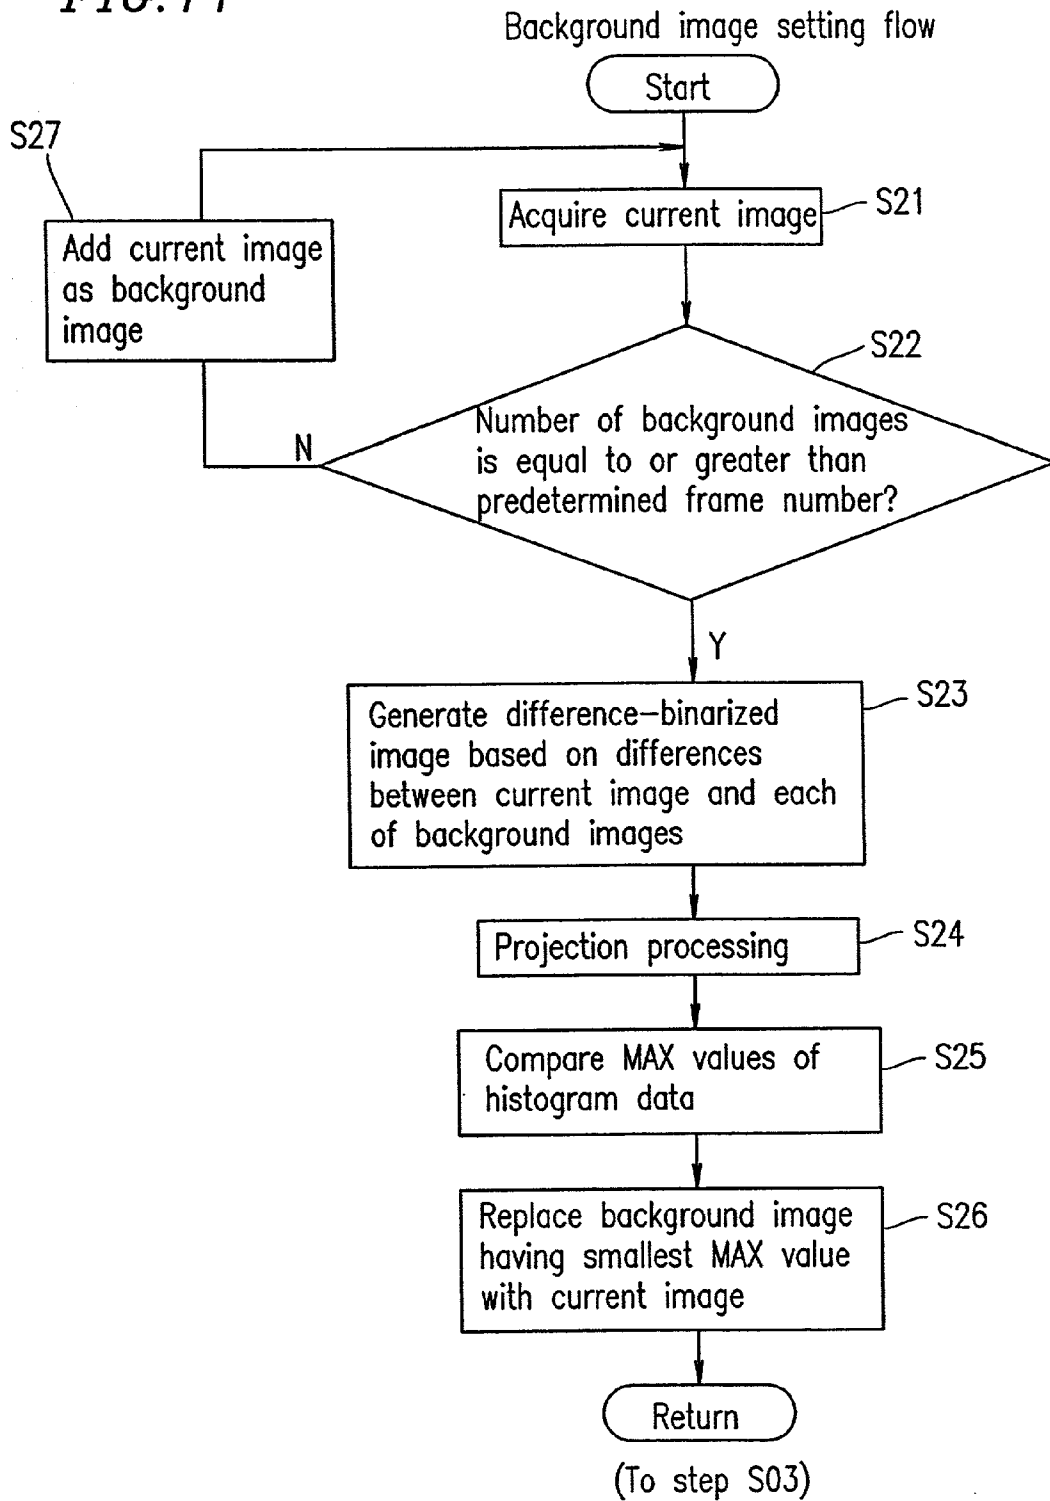 Background image setting flow
Start
S27
Acquire current image
S21
Add current image
as background
image
S22
N
Number of background images
is equal to or greater than
predetermined frame number?
Y
S23
Generate difference-binarized
image based on differences
between current image and each
of background images
S24
Projection processing
S25
Compare MAX values of
histogram data
S26
Replace background image
having smallest MAX value
with current image
Return
(To step S03)